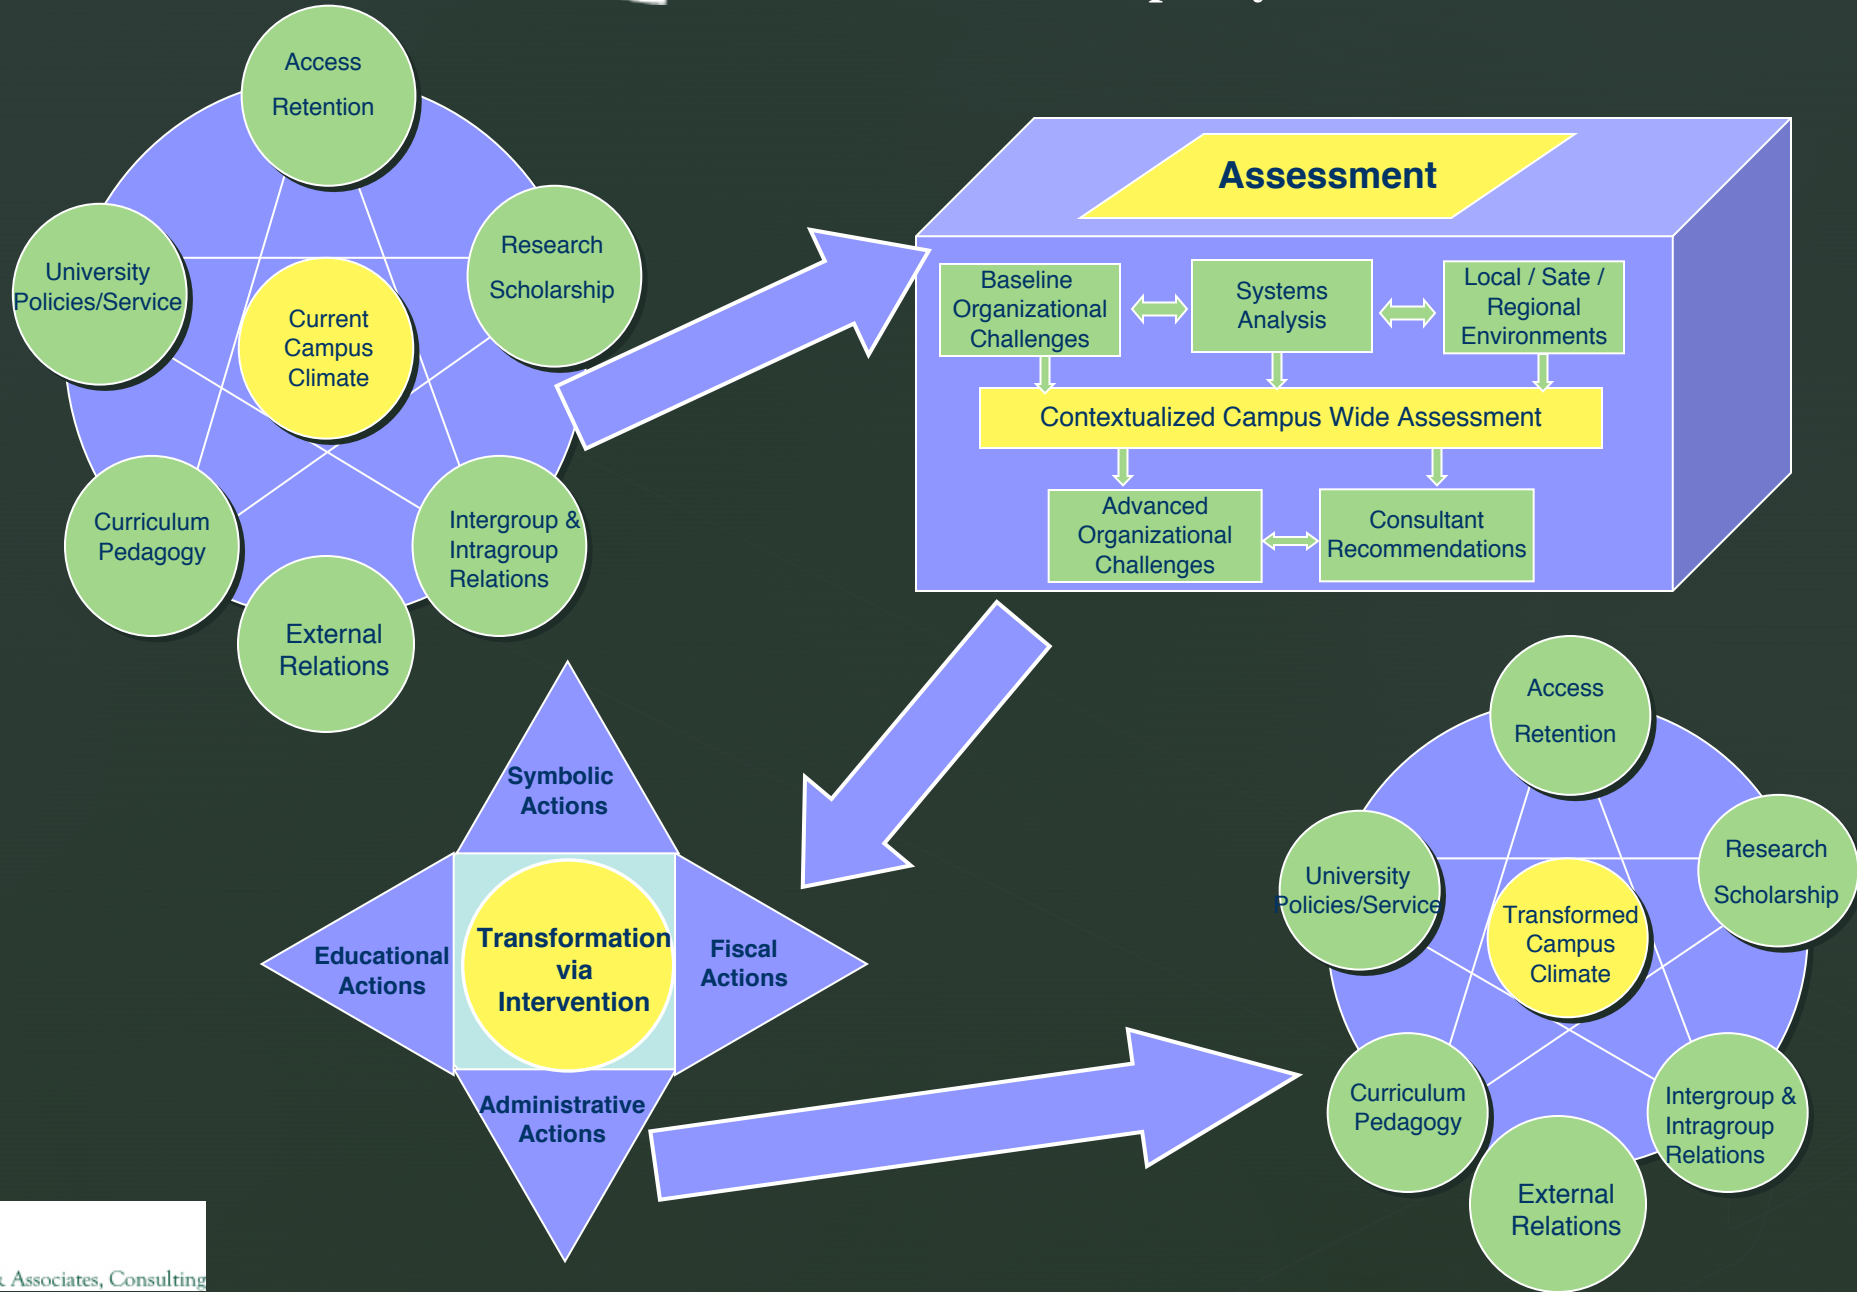 Access
Retention
University
Policies/Service
Research
Scholarship
Current
Campus
Climate
Curriculum
Pedagogy
Intergroup &
Intragroup
Relations
External
Relations
Assessment
Baseline
Organizational
Challenges
Systems
Analysis
Local / Sate /
Regional
Environments
Contextualized Campus Wide Assessment
Advanced
Organizational
Challenges
Consultant
Recommendations
Symbolic
Actions
Educational
Actions
Transformation
via
Intervention
Fiscal
Actions
Administrative
Actions
Access
Retention
University
Policies/Service
Research
Scholarship
Transformed
Campus
Climate
Curriculum
Pedagogy
Intergroup &
Intragroup
Relations
External
Relations
Associates, Consulting